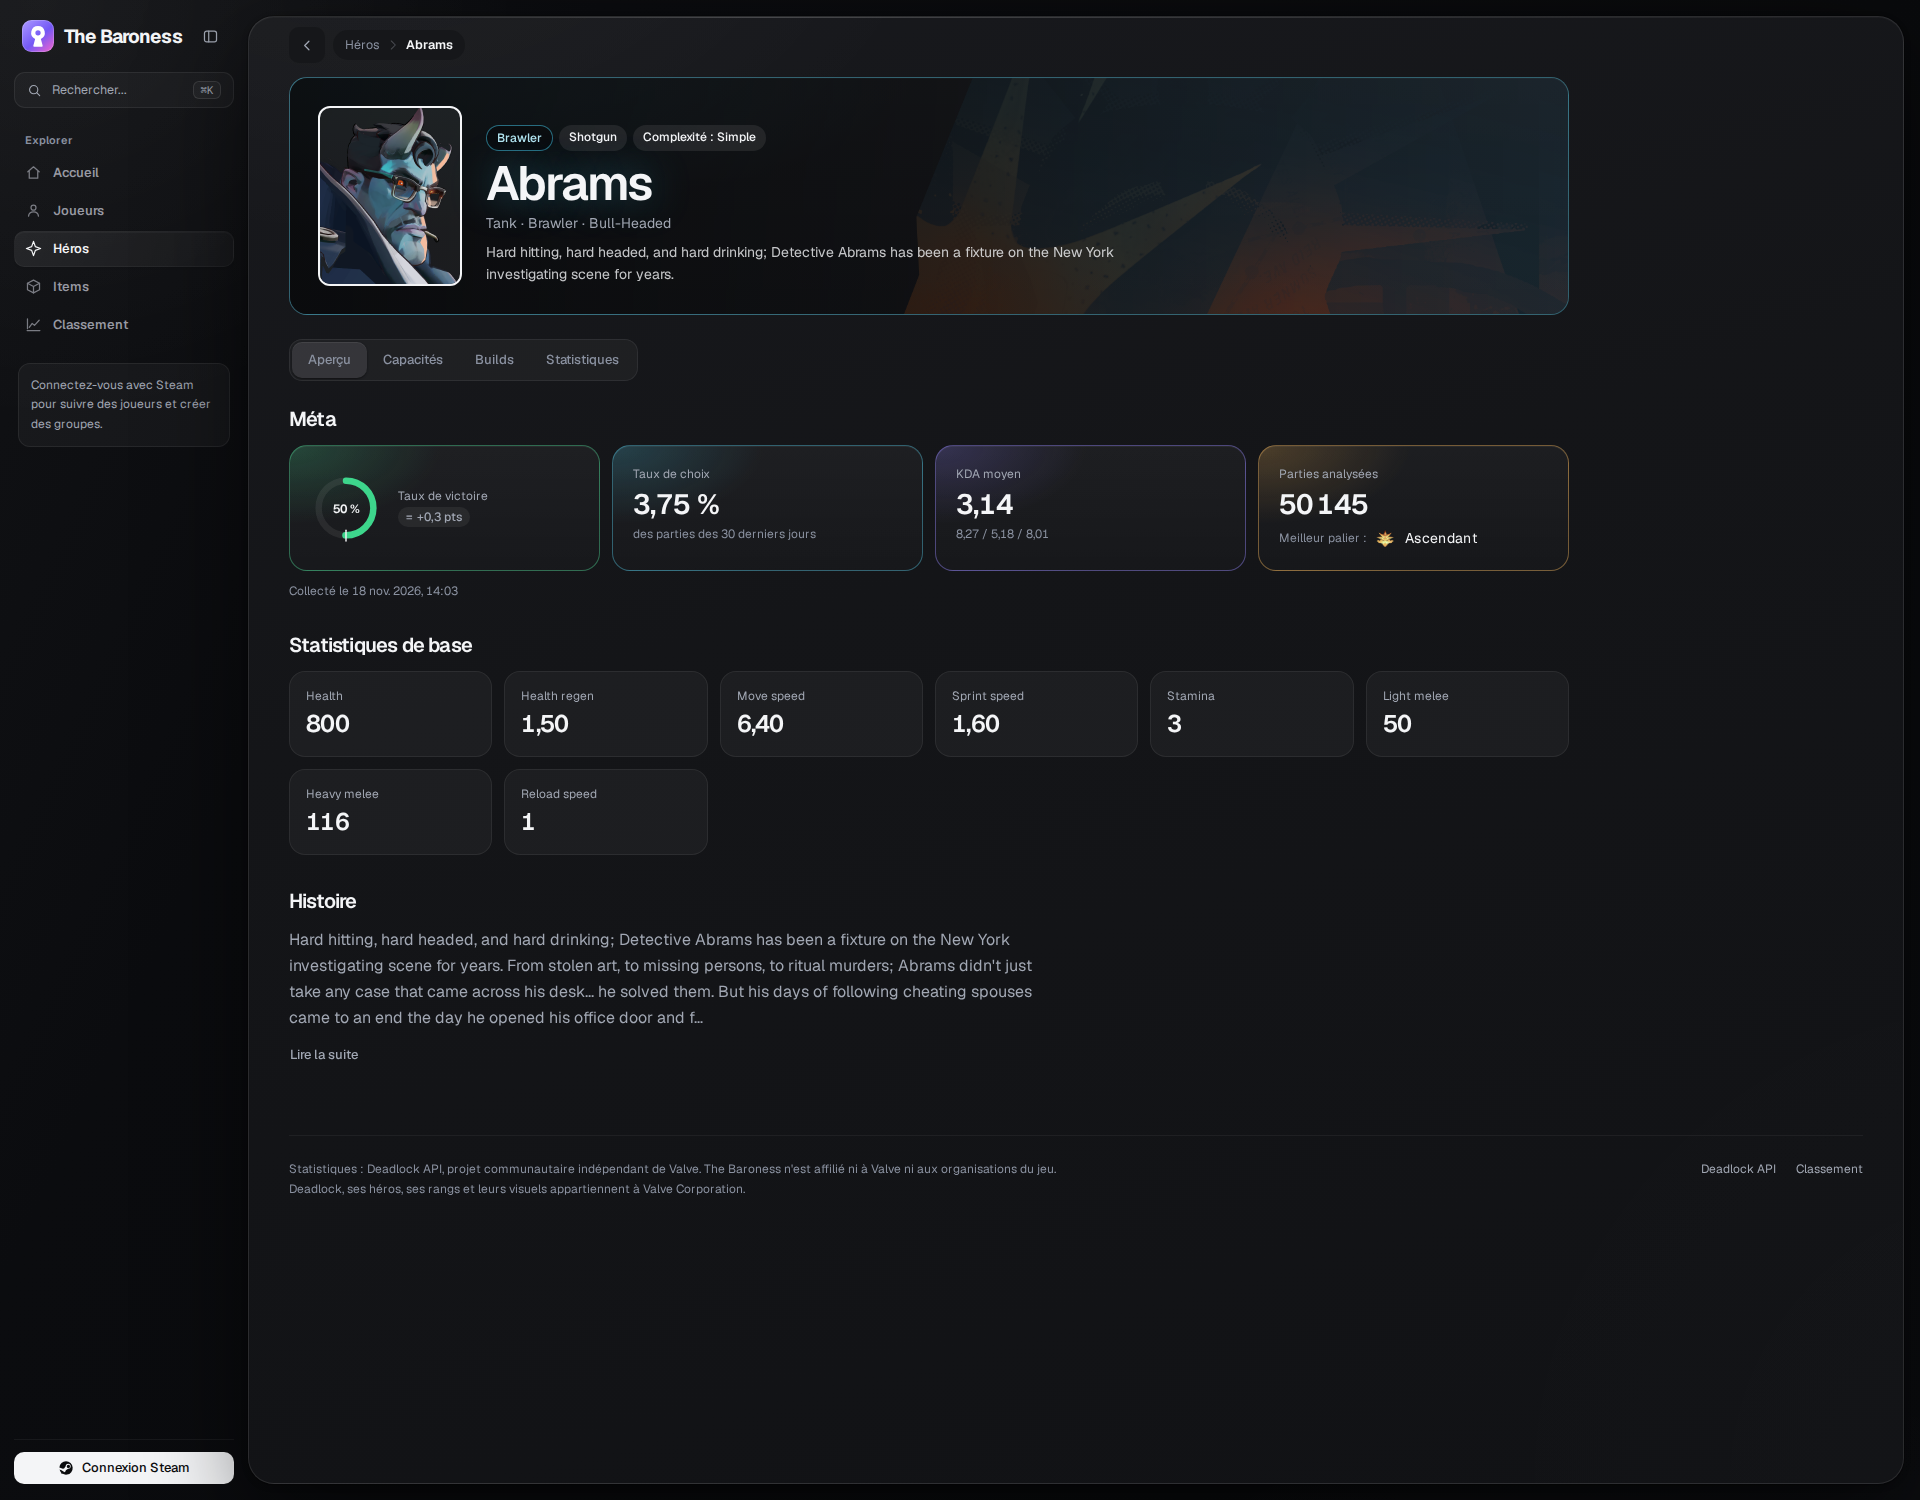 The Baroness
Rechercher...
⌘K
Explorer
Accueil
Joueurs
Héros
Items
Classement
Connectez-vous avec Steam
pour suivre des joueurs et créer
des groupes.
Connexion Steam
Héros
Abrams
Brawler
Shotgun
Complexité : Simple
Abrams
Tank · Brawler · Bull-Headed
Hard hitting, hard headed, and hard drinking; Detective Abrams has been a fixture on the New York
investigating scene for years.
Aperçu
Capacités
Builds
Statistiques
Méta
50 %
Taux de victoire
= +0,3 pts
Taux de choix
3,75 %
des parties des 30 derniers jours
KDA moyen
3,14
8,27 / 5,18 / 8,01
Parties analysées
50 145
Meilleur palier :
Ascendant
Collecté le 18 nov. 2026, 14:03
Statistiques de base
Health
800
Health regen
1,50
Move speed
6,40
Sprint speed
1,60
Stamina
3
Light melee
50
Heavy melee
116
Reload speed
1
Histoire
Hard hitting, hard headed, and hard drinking; Detective Abrams has been a fixture on the New York
investigating scene for years. From stolen art, to missing persons, to ritual murders; Abrams didn't just
take any case that came across his desk... he solved them. But his days of following cheating spouses
came to an end the day he opened his office door and f...
Lire la suite
Statistiques : Deadlock API, projet communautaire indépendant de Valve. The Baroness n'est affilié ni à Valve ni aux organisations du jeu.
Deadlock, ses héros, ses rangs et leurs visuels appartiennent à Valve Corporation.
Deadlock API
Classement